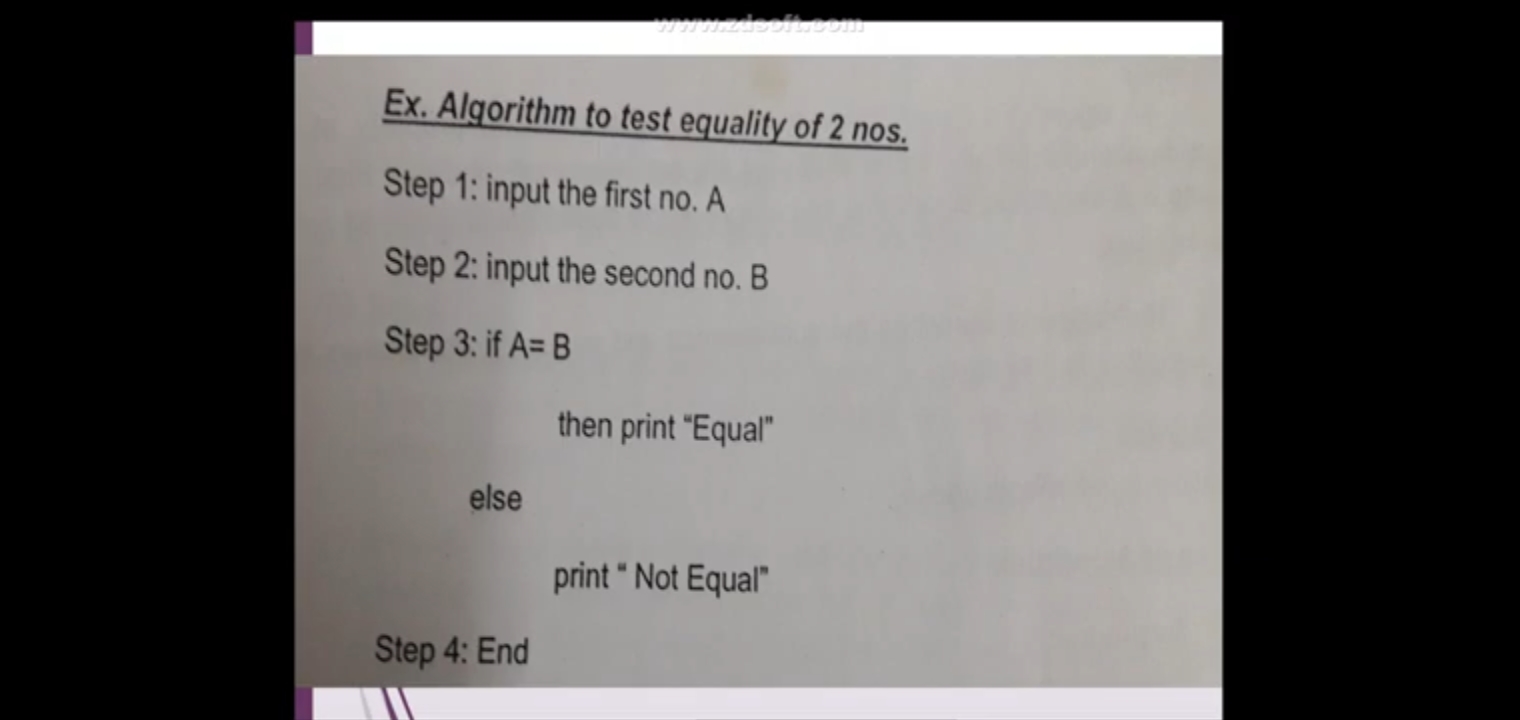 www.zdsoft.com
Ex. Algorithm to test equality of 2 nos.
Step 1: input the first no. A
Step 2: input the second no. B
Step 3: if A= B
then print “Equal”
else
print “ Not Equal”
Step 4: End